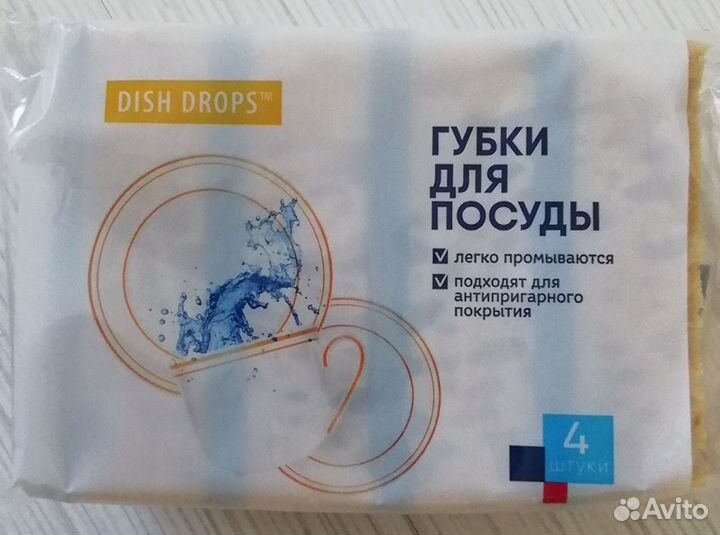 DISH DROPS™
ГУБКИ
ДЛЯ
ПОСУДЫ
легко промываются
подходят для
антипригарного
покрытия
4
штуки
Avito